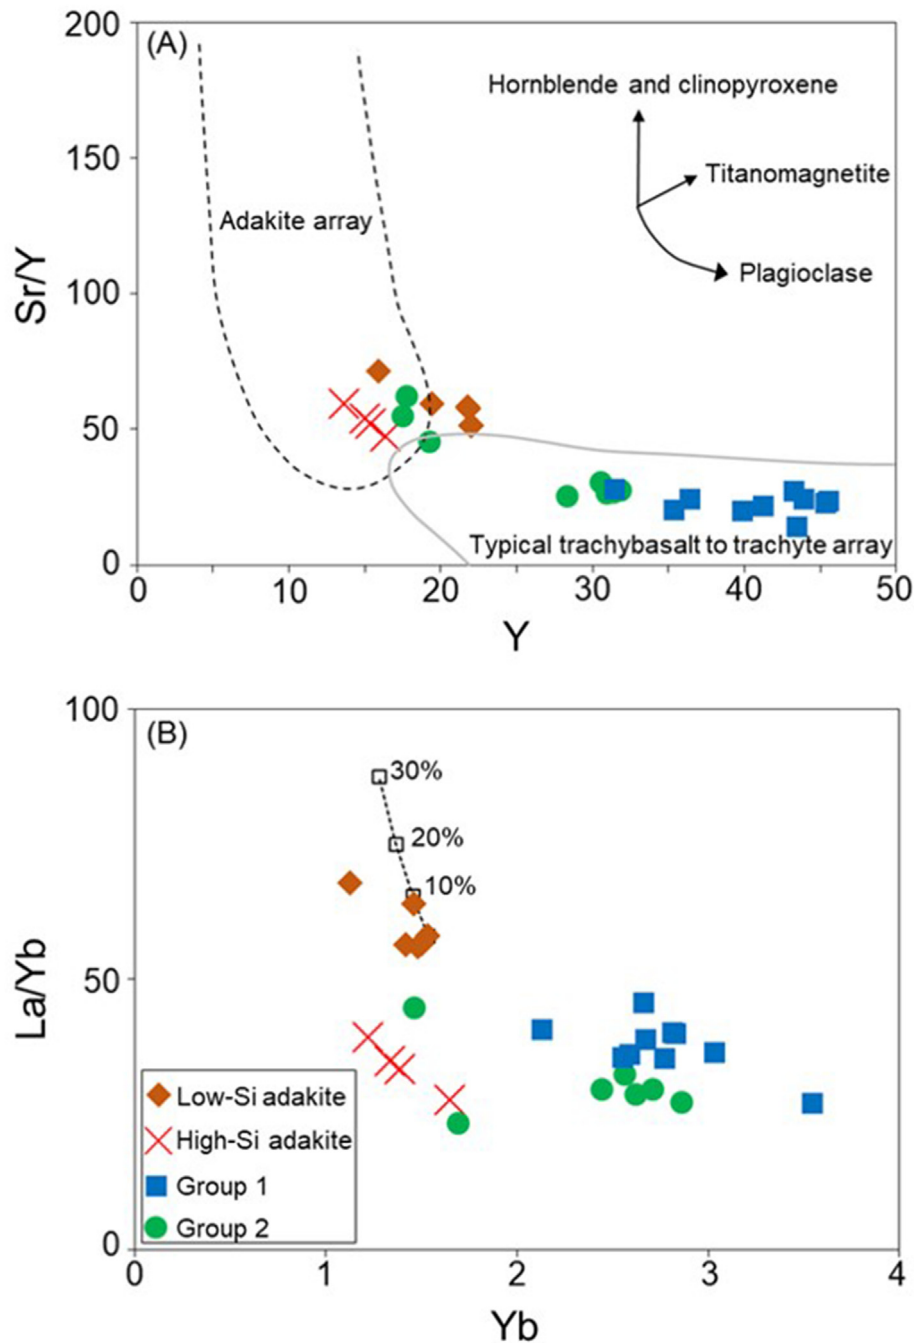 (A)
200
150
100
50
0
Sr/Y
Hornblende and clinopyroxene
Titanomagnetite
Plagioclase
Adakite array
Typical trachybasalt to trachyte array
0 10 20 30 40 50
Y
(B)
100
50
0
La/Yb
30%
20%
10%
Low-Si adakite
High-Si adakite
Group 1
Group 2
0 1 2 3 4
Yb